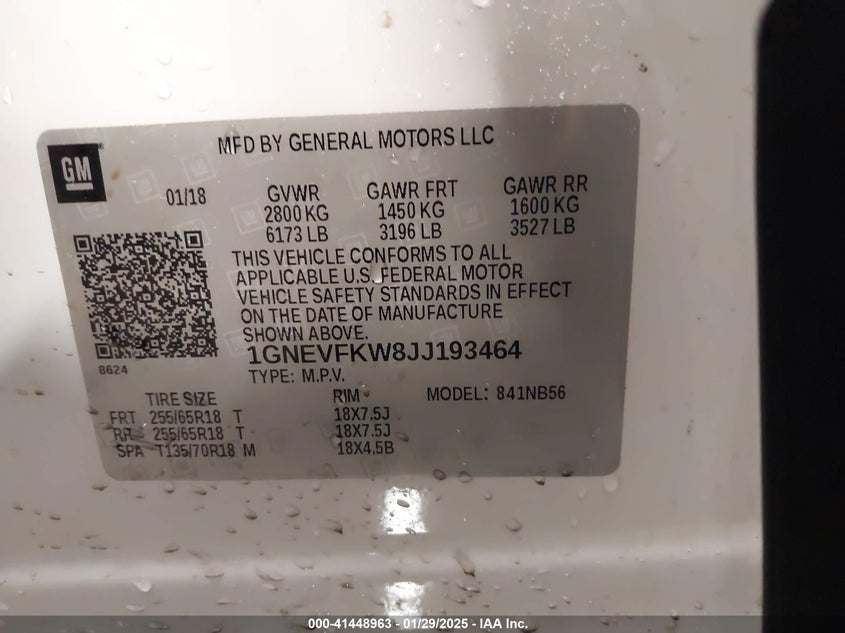 GM
MFD BY GENERAL MOTORS LLC
01/18 GVWR GAWR FRT GAWR RR
2800 KG 1450 KG 1600 KG
6173 LB 3196 LB 3527 LB
THIS VEHICLE CONFORMS TO ALL
APPLICABLE U.S. FEDERAL MOTOR
VEHICLE SAFETY STANDARDS IN EFFECT
ON THE DATE OF MANUFACTURE
SHOWN ABOVE.
1GNEVFKW8JJ193464
8624
TYPE: M.P.V.
TIRE SIZE RIM MODEL: 841NB56
FRT 255/65R18 T 18X7.5J
RR 255/65R18 T 18X7.5J
SPA T135/70R18 M 18X4.5B
000-41448963 - 01/29/2025 - IAA Inc.